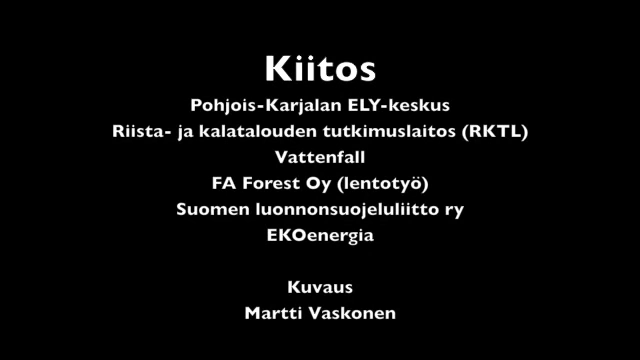 Kiitos
Pohjois-Karjalan ELY-keskus
Riista- ja kalatalouden tutkimuslaitos (RKTL)
Vattenfall
FA Forest Oy (lentotyö)
Suomen luonnonsuojeluliitto ry
EKOenergia
Kuvaus
Martti Vaskonen